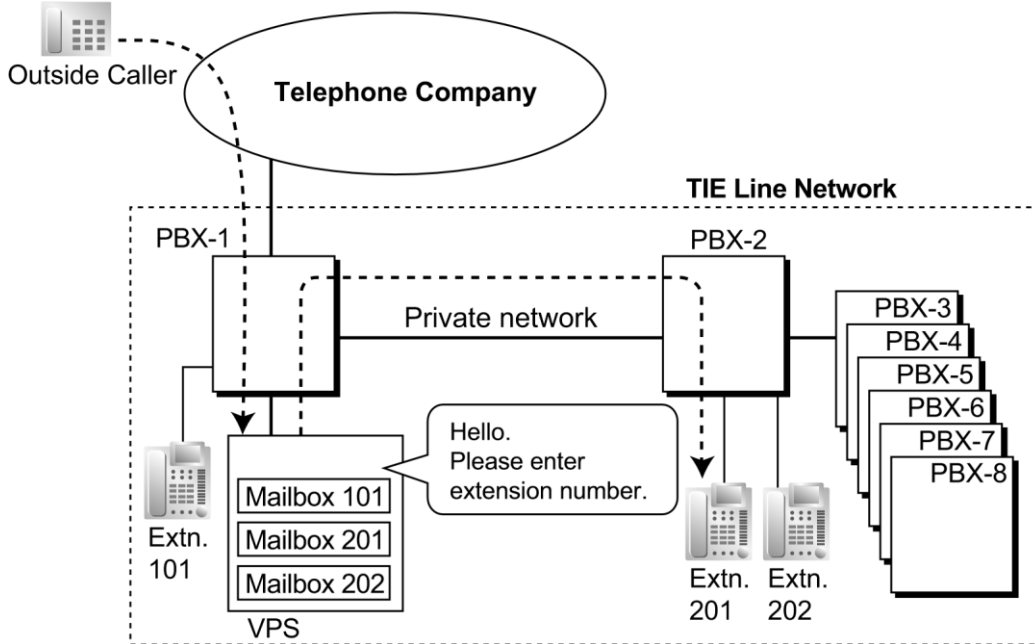 Outside Caller
Telephone Company
TIE Line Network
PBX-1
PBX-2
Private network
PBX-3
PBX-4
PBX-5
PBX-6
PBX-7
PBX-8
Hello.
Please enter
extension number.
Extn.
101
Mailbox 101
Mailbox 201
Mailbox 202
VPS
Extn.
201
Extn.
202